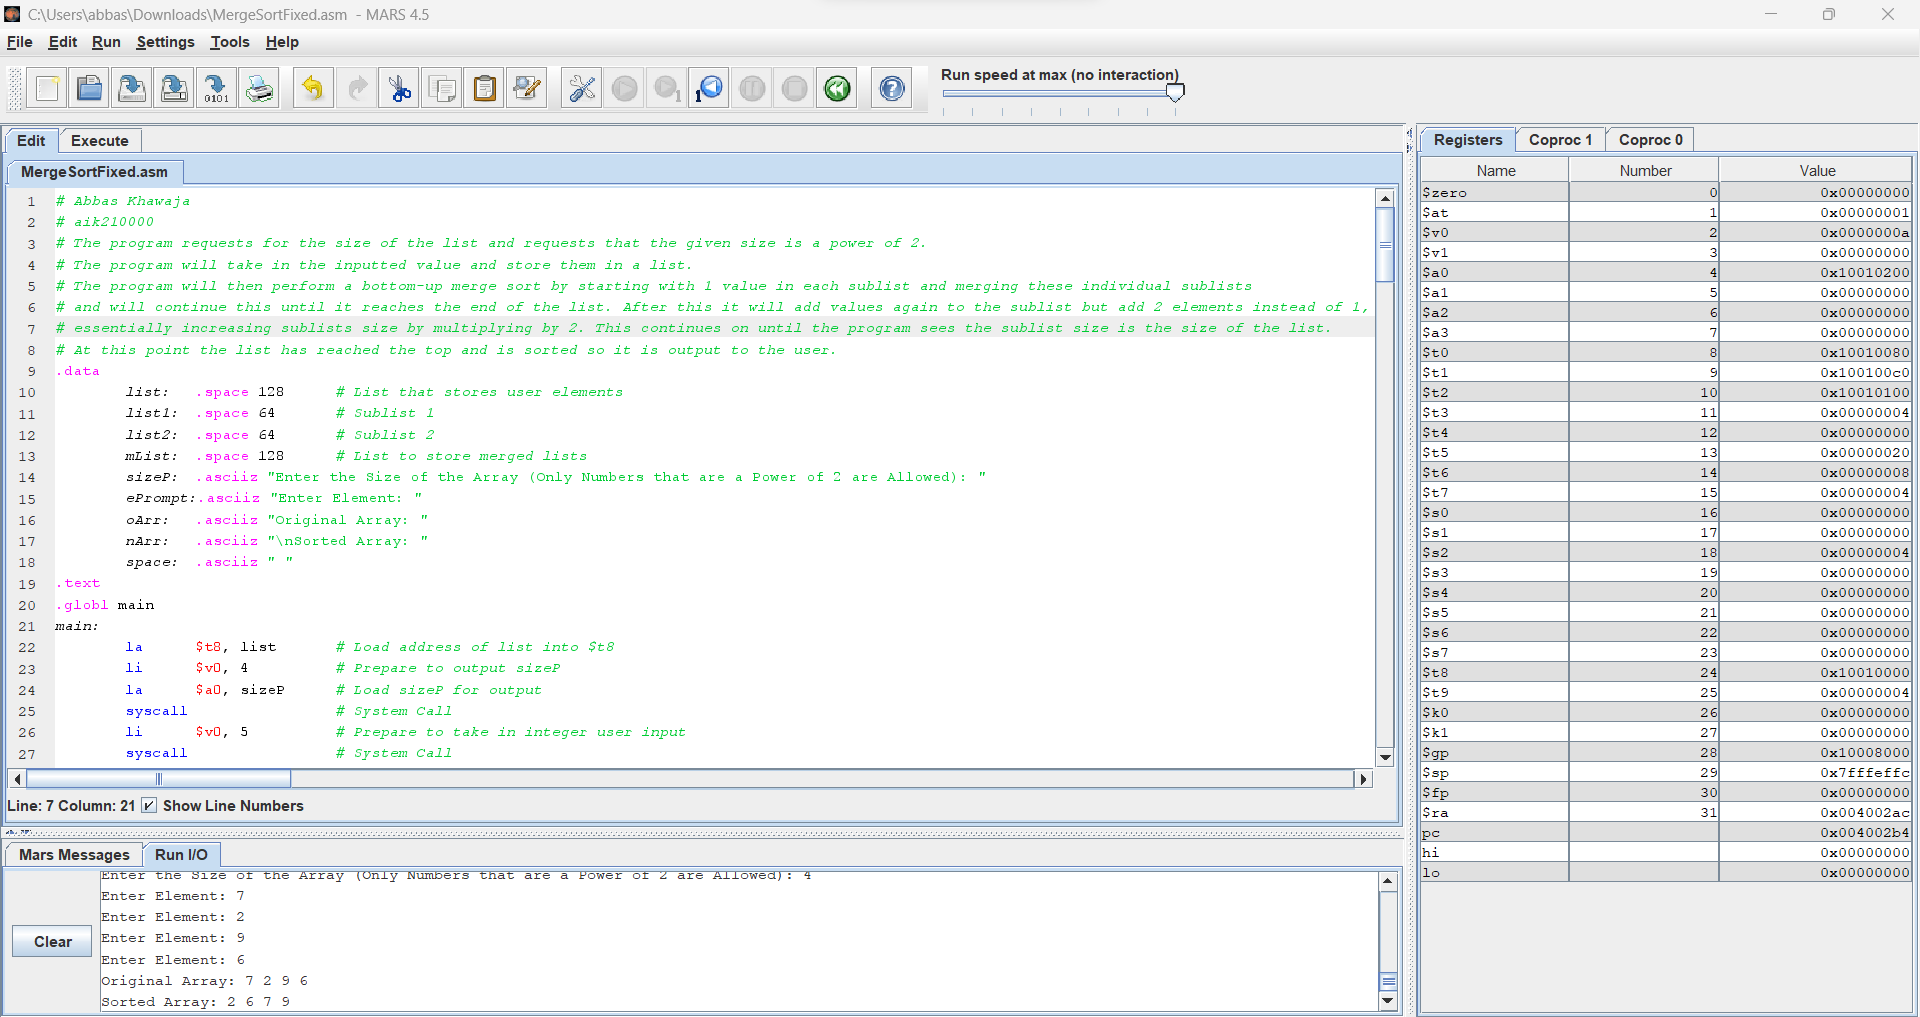 C:\Users\abbas\Downloads\MergeSortFixed.asm - MARS 4.5
File Edit Run Settings Tools Help
Run speed at max (no interaction)
Edit Execute
MergeSortFixed.asm
1 # Abbas Khawaja
2 # aik210000
3 # The program requests for the size of the list and requests that the given size is a power of 2.
4 # The program will take in the inputted value and store them in a list.
5 # The program will then perform a bottom-up merge sort by starting with 1 value in each sublist and merging these individual sublists
6 # and will continue this until it reaches the end of the list. After this it will add values again to the sublist but add 2 elements instead of 1,
7 # essentially increasing sublists size by multiplying by 2. This continues on until the program sees the sublist size is the size of the list.
8 # At this point the list has reached the top and is sorted so it is output to the user.
9 .data
10 list: .space 128 # List that stores user elements
11 list1: .space 64 # Sublist 1
12 list2: .space 64 # Sublist 2
13 mList: .space 128 # List to store merged lists
14 sizeP: .asciiz "Enter the Size of the Array (Only Numbers that are a Power of 2 are Allowed): "
15 ePrompt:.asciiz "Enter Element: "
16 oArr: .asciiz "Original Array: "
17 nArr: .asciiz "\nSorted Array: "
18 space: .asciiz " "
19 .text
20 .globl main
21 main:
22 la $t8, list # Load address of list into $t8
23 li $v0, 4 # Prepare to output sizeP
24 la $a0, sizeP # Load sizeP for output
25 syscall # System Call
26 li $v0, 5 # Prepare to take in integer user input
27 syscall # System Call
Line: 7 Column: 21 Show Line Numbers
Mars Messages Run I/O
Clear
Enter the Size of the Array (Only Numbers that are a Power of 2 are Allowed): 4
Enter Element: 7
Enter Element: 2
Enter Element: 9
Enter Element: 6
Original Array: 7 2 9 6
Sorted Array: 2 6 7 9
Registers Coproc 1 Coproc 0
Name Number Value
$zero 0 0x00000000
$at 1 0x00000001
$v0 2 0x0000000a
$v1 3 0x00000000
$a0 4 0x10010200
$a1 5 0x00000000
$a2 6 0x00000000
$a3 7 0x00000000
$t0 8 0x10010080
$t1 9 0x100100c0
$t2 10 0x10010100
$t3 11 0x00000004
$t4 12 0x00000000
$t5 13 0x00000020
$t6 14 0x00000008
$t7 15 0x00000004
$s0 16 0x00000000
$s1 17 0x00000000
$s2 18 0x00000004
$s3 19 0x00000000
$s4 20 0x00000000
$s5 21 0x00000000
$s6 22 0x00000000
$s7 23 0x00000000
$t8 24 0x10010000
$t9 25 0x00000004
$k0 26 0x00000000
$k1 27 0x00000000
$gp 28 0x10008000
$sp 29 0x7fffeffc
$fp 30 0x00000000
$ra 31 0x004002ac
pc 0x004002b4
hi 0x00000000
lo 0x00000000